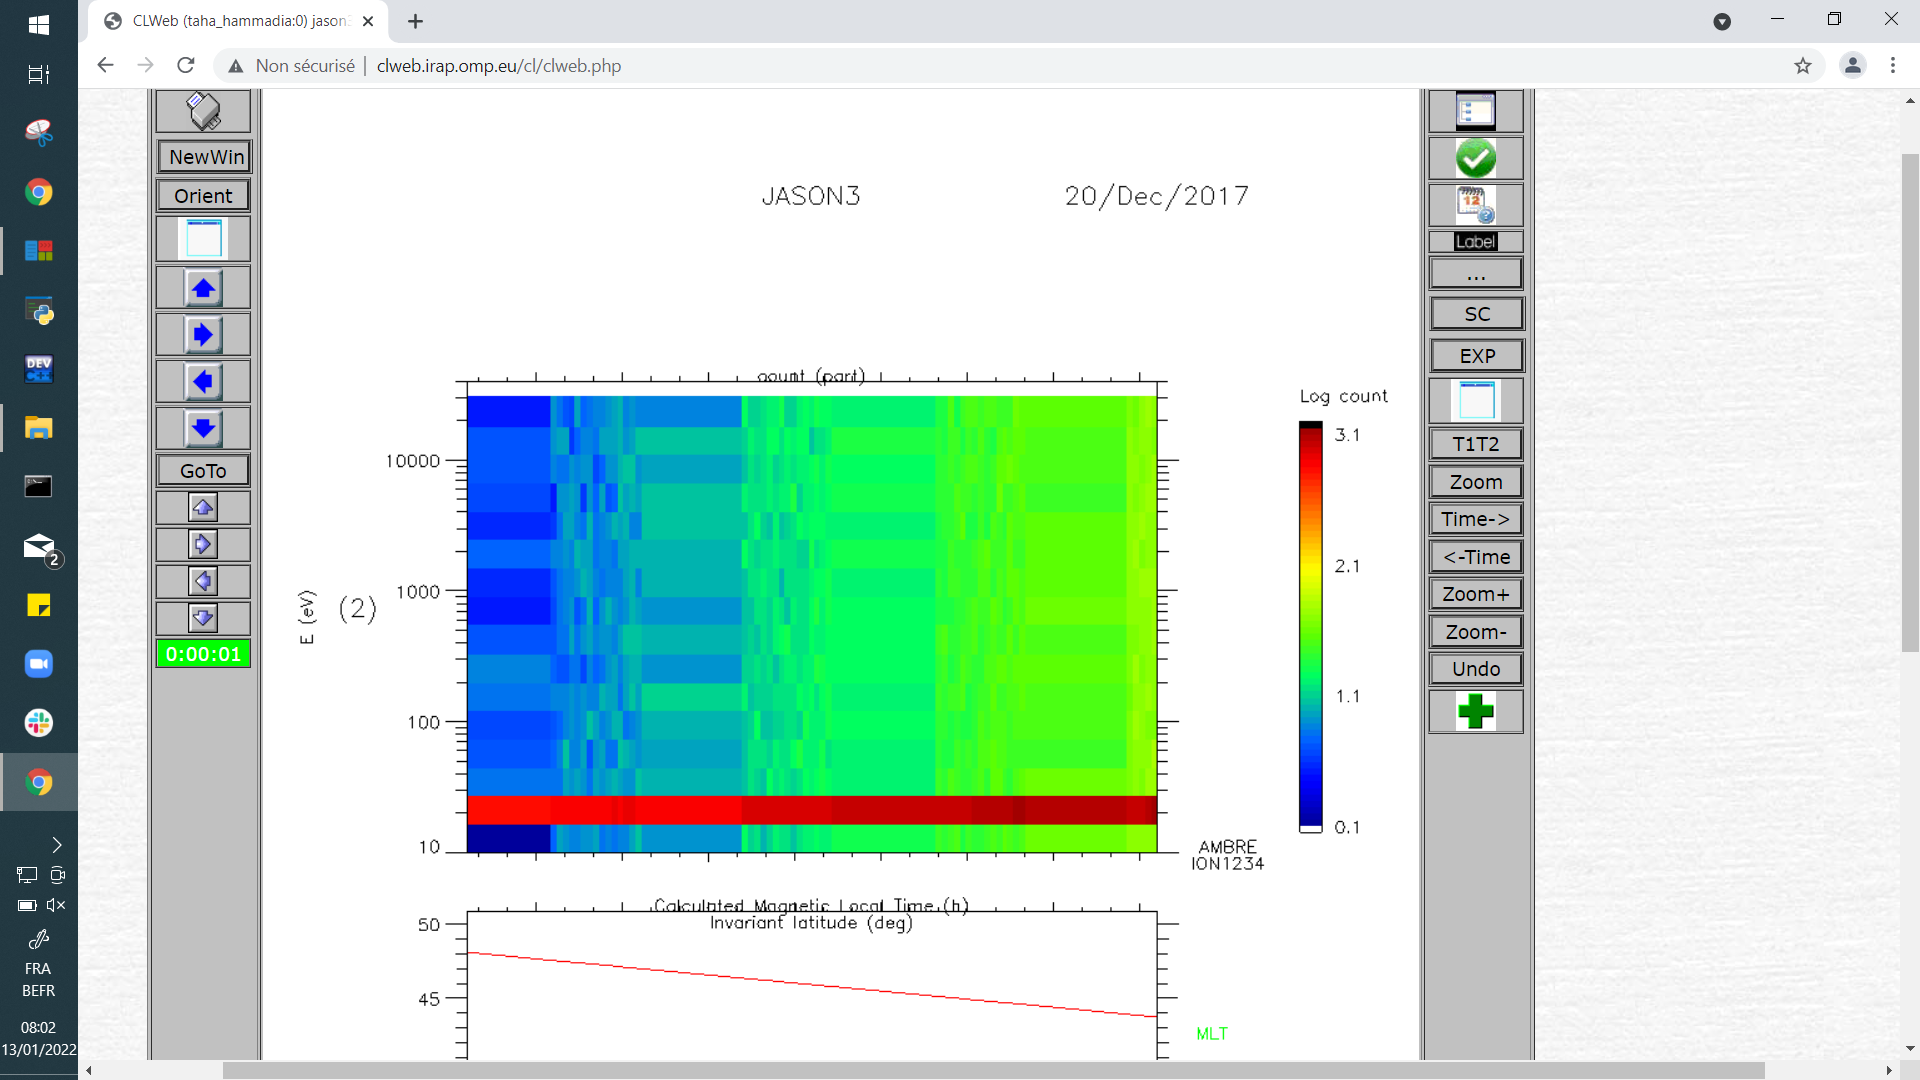 CLWeb (taha_hammadia:0) jason3
Non sécurisé
clweb.irap.omp.eu/cl/clweb.php
NewWin
Orient
GoTo
0:00:01
JASON3
20/Dec/2017
count (part)
Log count
3.1
2.1
1.1
0.1
10000
1000
100
10
E (eV)
(2)
AMBRE
ION1234
Calculated Magnetic Local Time (h)
Invariant latitude (deg)
50
45
MLT
12
Label
...
SC
EXP
T1T2
Zoom
Time->
<-Time
Zoom+
Zoom-
Undo
DEV
C++
2
FRA
BEFR
08:02
13/01/2022